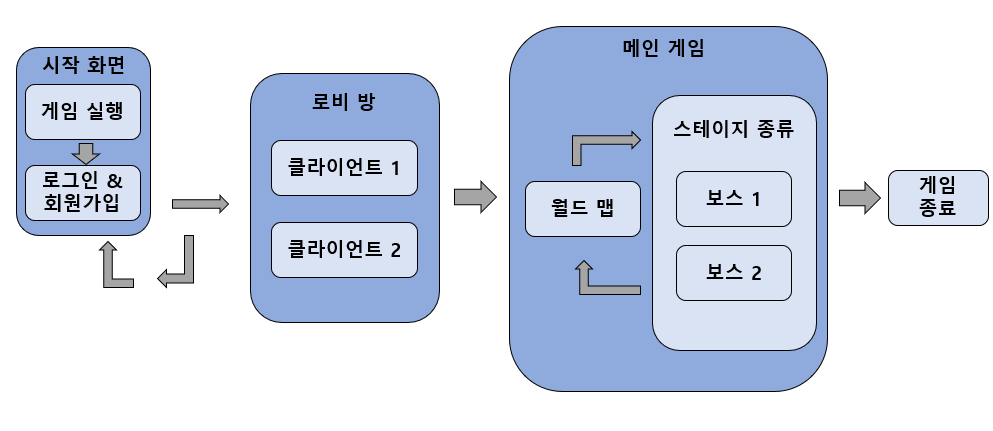 시작 화면
게임 실행
로그인 &
회원가입
로비 방
클라이언트 1
클라이언트 2
메인 게임
월드 맵
스테이지 종류
보스 1
보스 2
게임
종료